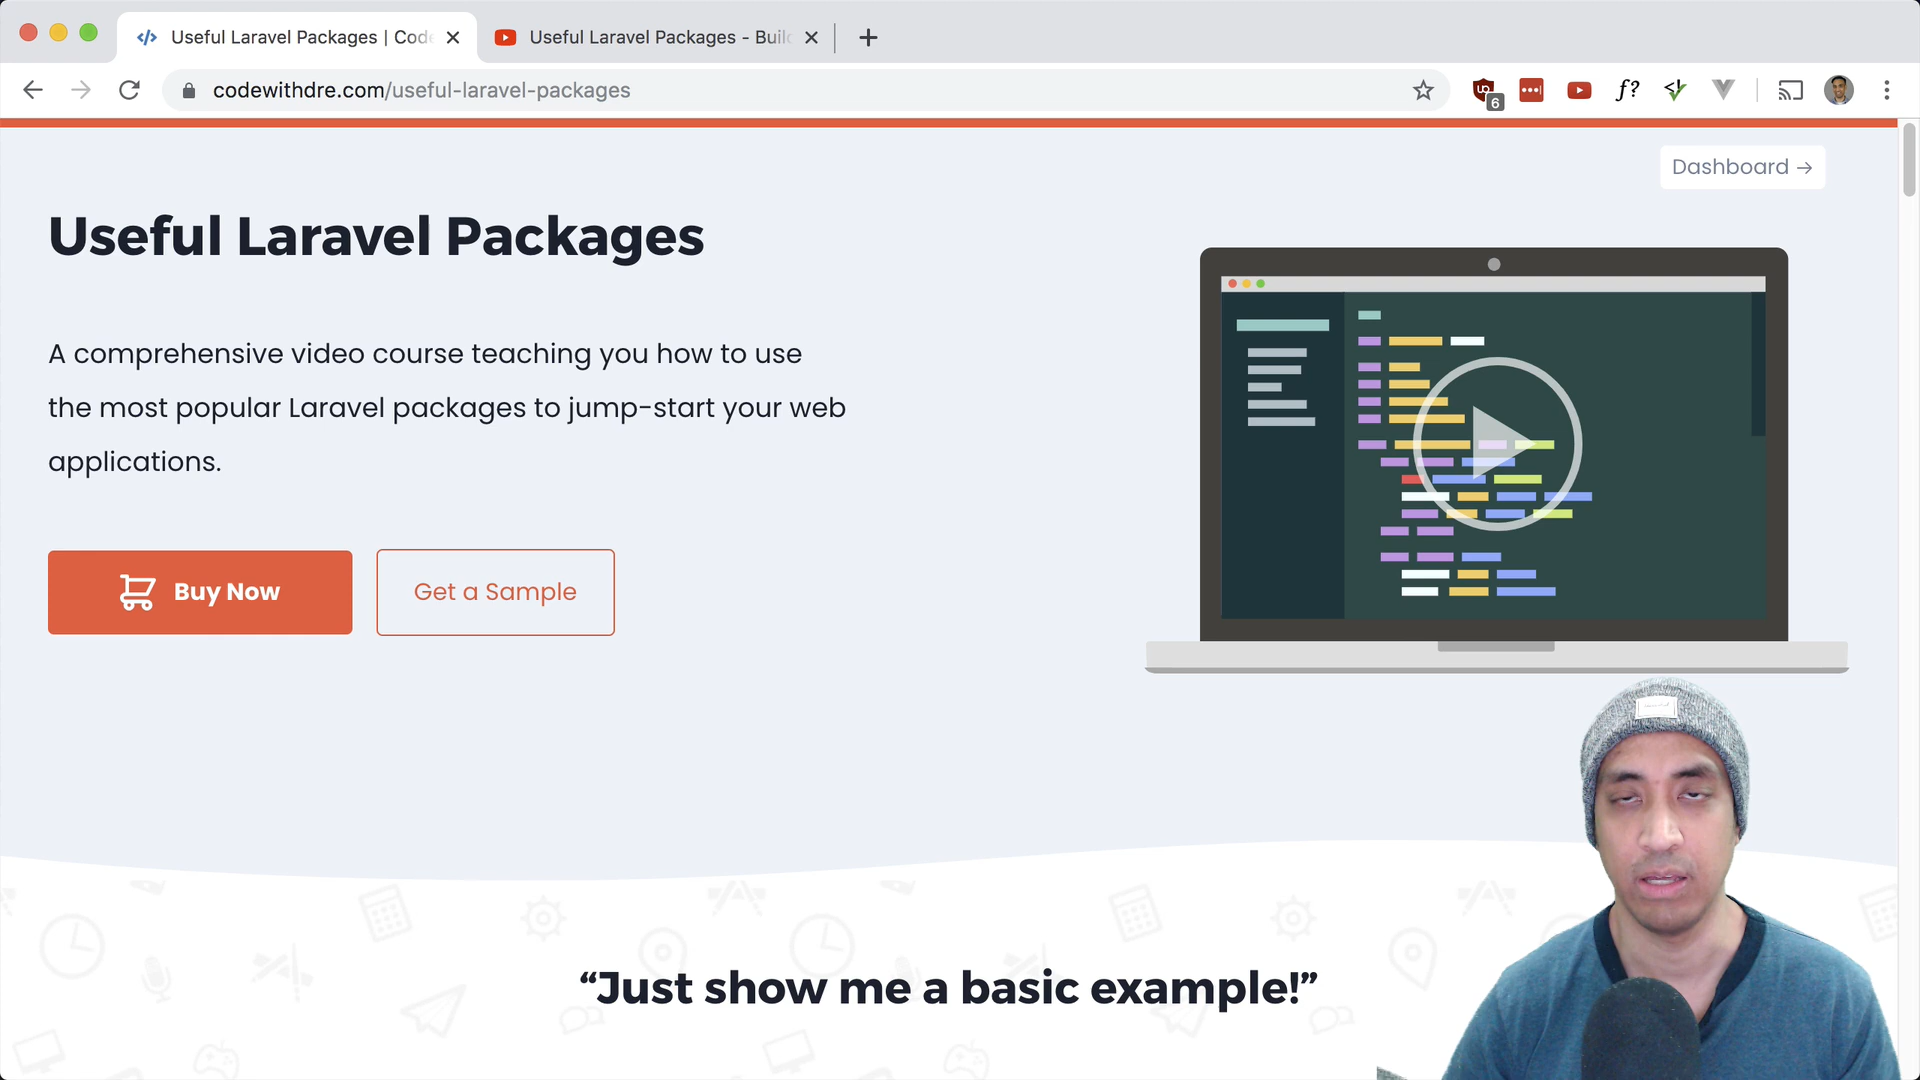 Useful Laravel Packages | Code
Useful Laravel Packages - Buil
codewithdre.com/useful-laravel-packages
6
f?
Dashboard →
Useful Laravel Packages
A comprehensive video course teaching you how to use
the most popular Laravel packages to jump-start your web
applications.
Buy Now
Get a Sample
“Just show me a basic example!”